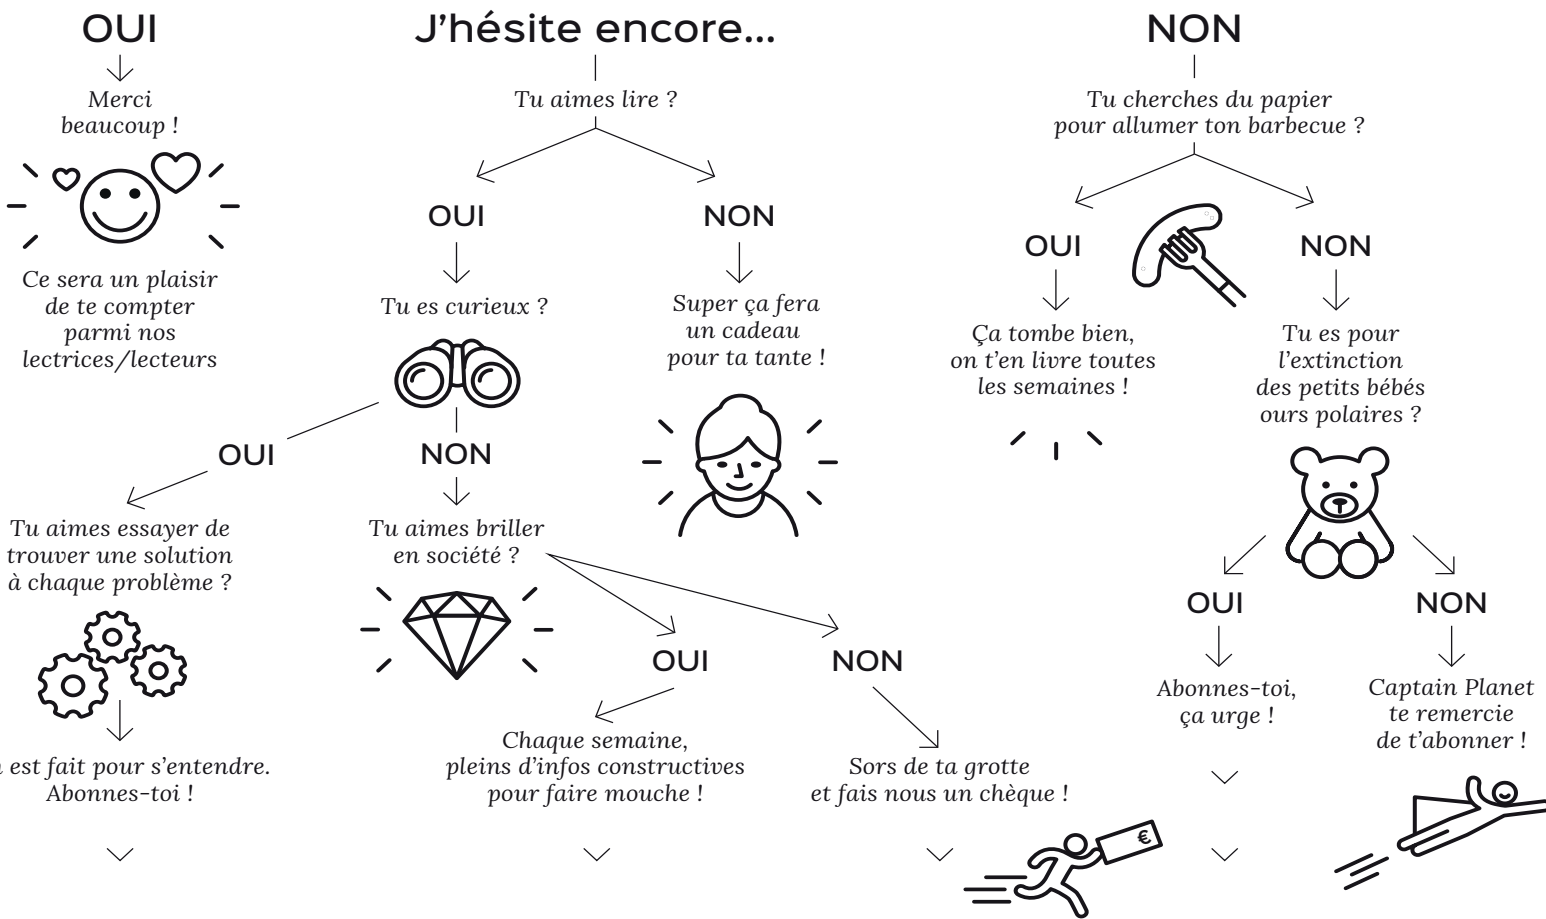 OUI
Merci
beaucoup !
Ce sera un plaisir
de te compter
parmi nos
lectrices/lecteurs
J’hésite encore...
Tu aimes lire ?
OUI
Tu es curieux ?
OUI
Tu aimes essayer de
trouver une solution
à chaque problème ?
est fait pour s’entendre.
Abonnes-toi !
NON
Tu aimes briller
en société ?
OUI
Chaque semaine,
pleins d’infos constructives
pour faire mouche !
NON
Sors de ta grotte
et fais nous un chèque !
€
NON
Super ça fera
un cadeau
pour ta tante !
NON
Tu cherches du papier
pour allumer ton barbecue ?
OUI
Ça tombe bien,
on t’en livre toutes
les semaines !
NON
Tu es pour
l’extinction
des petits bébés
ours polaires ?
OUI
Abonnes-toi,
ça urge !
NON
Captain Planet
te remercie
de t’abonner !